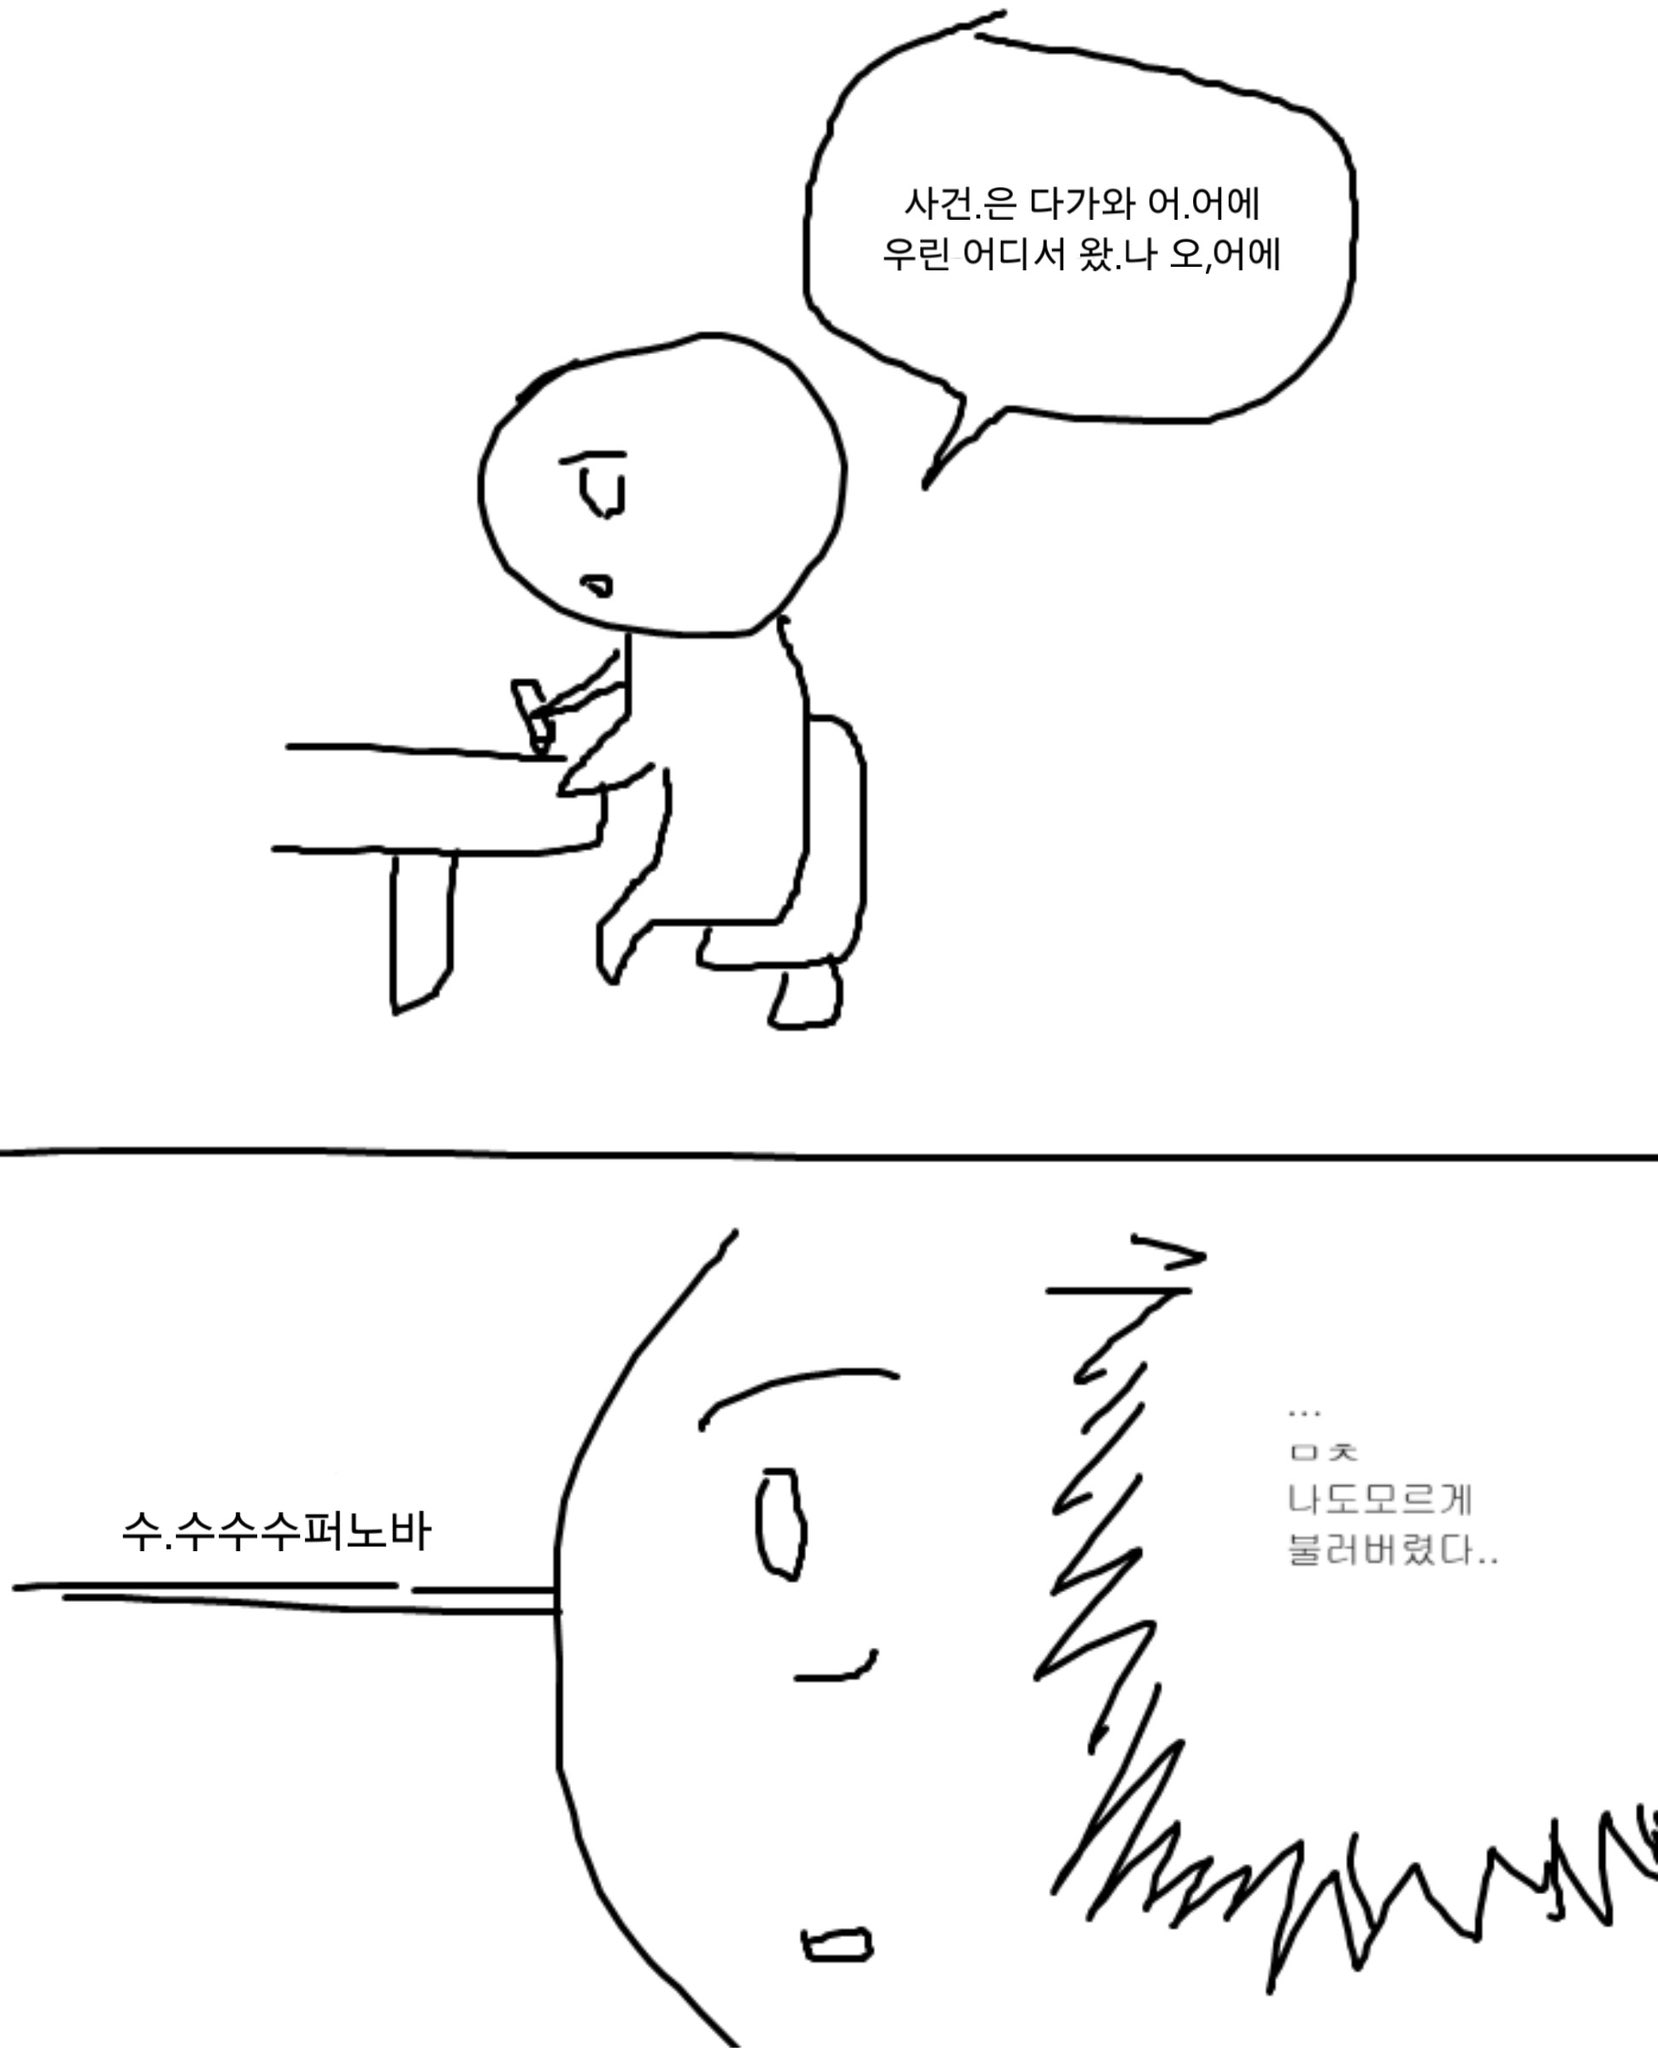 사건.은 다가와 어.어에
우린 어디서 왔.나 오,어에
수.수수수퍼노바
...
ㅁㅊ
나도모르게
불러버렸다..